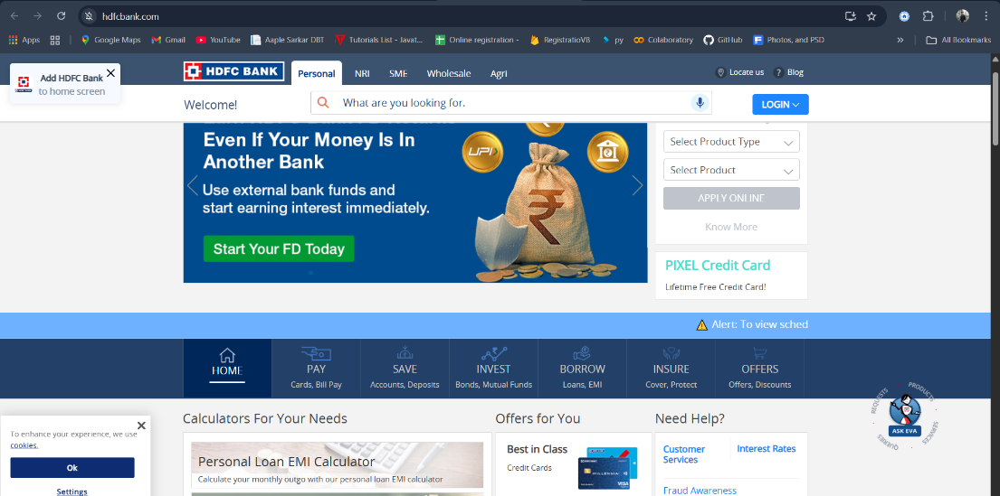 hdfcbank.com
Apps
Google Maps
Gmail
YouTube
Aaple Sarkar DBT
Tutorials List - Javat...
Online registration -
RegistratioVB
py
Colaboratory
GitHub
Photos, and PSD
»
All Bookmarks
Add HDFC Bank
to home screen
HDFC BANK
Personal
NRI
SME
Wholesale
Agri
Locate us
? Blog
Welcome!
What are you looking for.
LOGIN
Even If Your Money Is In
Another Bank
Use external bank funds and
start earning interest immediately.
Start Your FD Today
UPI
₹
Select Product Type
Select Product
APPLY ONLINE
Know More
PIXEL Credit Card
Lifetime Free Credit Card!
Alert: To view sched
HOME
PAY
Cards, Bill Pay
SAVE
Accounts, Deposits
INVEST
Bonds, Mutual Funds
BORROW
Loans, EMI
INSURE
Cover, Protect
OFFERS
Offers, Discounts
REQUESTS
PRODUCTS
SERVICES
QUERIES
ASK EVA
To enhance your experience, we use
cookies.
Ok
Settings
Calculators For Your Needs
Personal Loan EMI Calculator
Calculate your monthly outgo with our personal loan EMI calculator
Offers for You
Best in Class
Credit Cards
MILLENNIA
VISA
Need Help?
Customer
Services
Interest Rates
Fraud Awareness